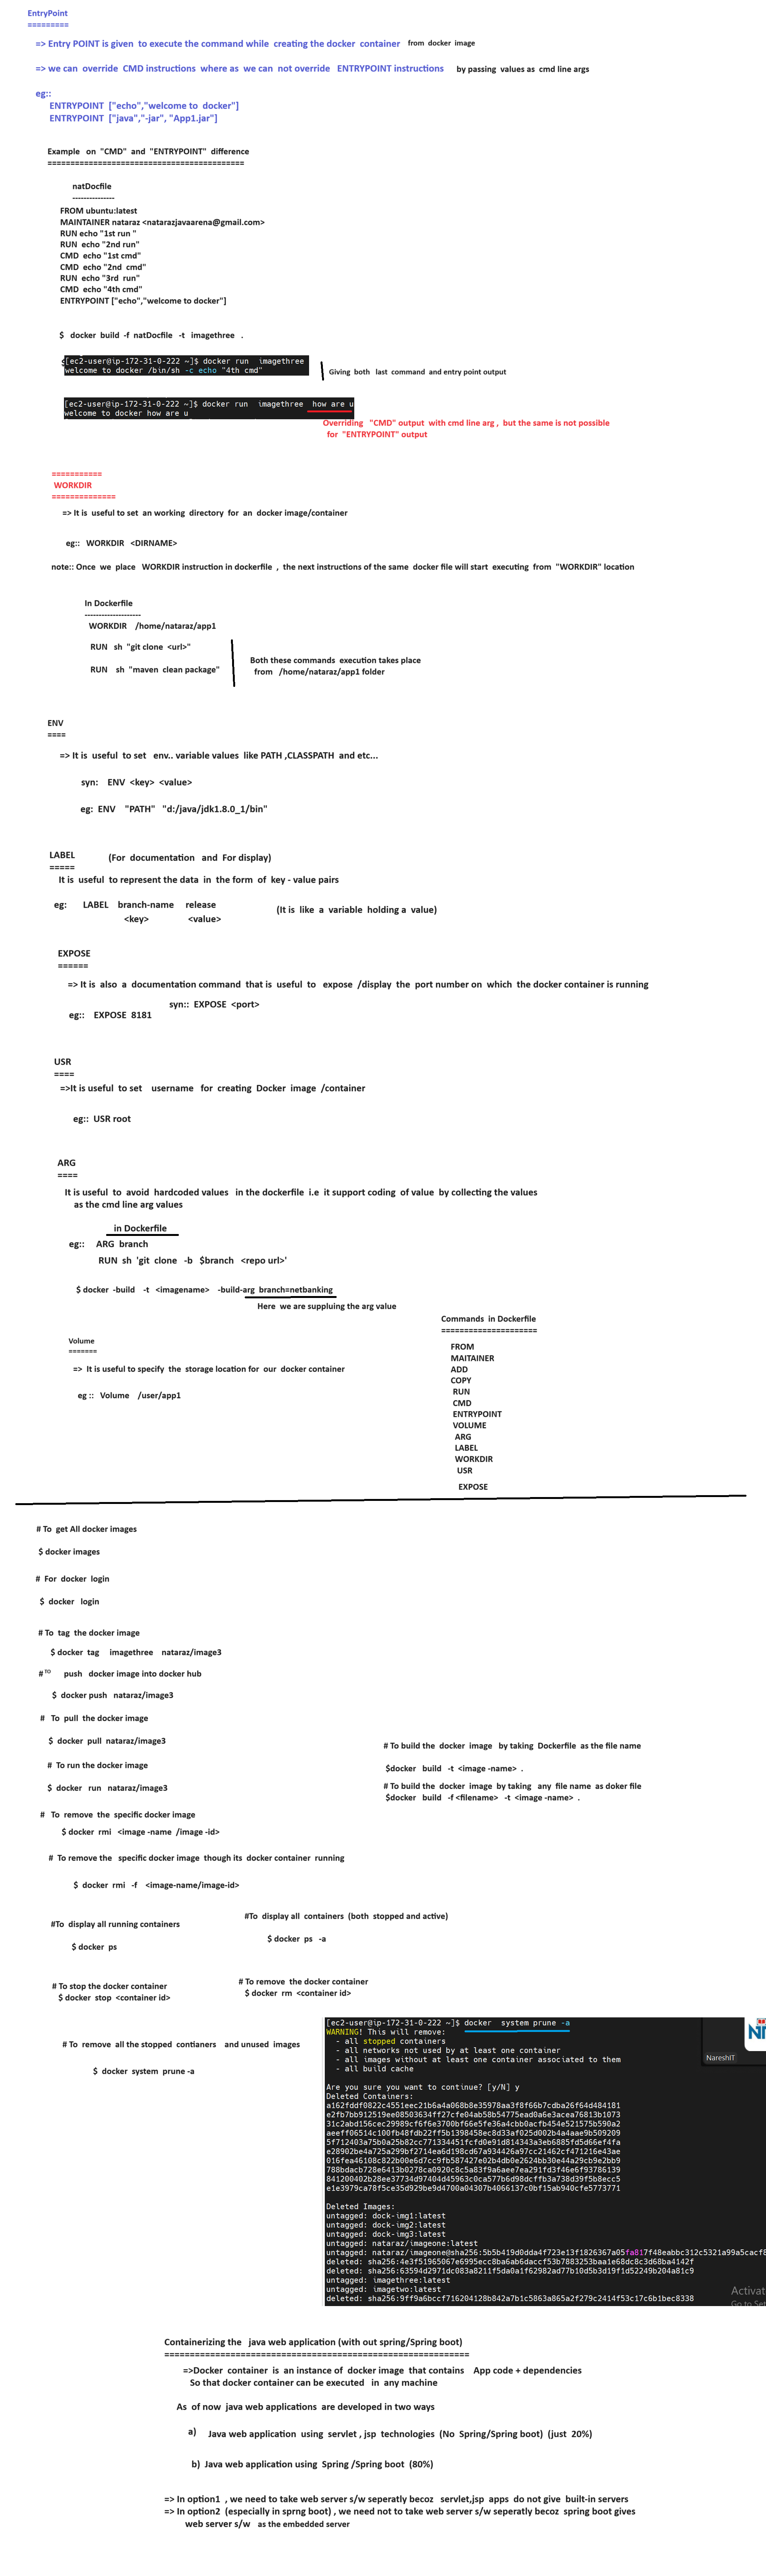 EntryPoint
=========
=> Entry POINT is given to execute the command while creating the docker container from docker image
=> we can override CMD instructions where as we can not override ENTRYPOINT instructions by passing values as cmd line args
eg::
ENTRYPOINT ["echo","welcome to docker"]
ENTRYPOINT ["java","-jar", "App1.jar"]
Example on "CMD" and "ENTRYPOINT" difference
===========================================
natDocfile
---------------
FROM ubuntu:latest
MAINTAINER nataraz <natarazjavaarena@gmail.com>
RUN echo "1st run "
RUN echo "2nd run"
CMD echo "1st cmd"
CMD echo "2nd cmd"
RUN echo "3rd run"
CMD echo "4th cmd"
ENTRYPOINT ["echo","welcome to docker"]
$ docker build -f natDocfile -t imagethree .
[ec2-user@ip-172-31-0-222 ~]$ docker run imagethree
welcome to docker /bin/sh -c echo "4th cmd"
Giving both last command and entry point output
[ec2-user@ip-172-31-0-222 ~]$ docker run imagethree how are u
welcome to docker how are u
Overriding "CMD" output with cmd line arg , but the same is not possible
for "ENTRYPOINT" output
===========
WORKDIR
==============
=> It is useful to set an working directory for an docker image/container
eg:: WORKDIR <DIRNAME>
note:: Once we place WORKDIR instruction in dockerfile , the next instructions of the same docker file will start executing from "WORKDIR" location
In Dockerfile
--------------------
WORKDIR /home/nataraz/app1
RUN sh "git clone <url>"
RUN sh "maven clean package"
Both these commands execution takes place
from /home/nataraz/app1 folder
ENV
====
=> It is useful to set env.. variable values like PATH ,CLASSPATH and etc...
syn: ENV <key> <value>
eg: ENV "PATH" "d:/java/jdk1.8.0_1/bin"
LABEL (For documentation and For display)
=====
It is useful to represent the data in the form of key - value pairs
eg: LABEL branch-name release (It is like a variable holding a value)
<key> <value>
EXPOSE
======
=> It is also a documentation command that is useful to expose /display the port number on which the docker container is running
syn:: EXPOSE <port>
eg:: EXPOSE 8181
USR
====
=>It is useful to set username for creating Docker image /container
eg:: USR root
ARG
====
It is useful to avoid hardcoded values in the dockerfile i.e it support coding of value by collecting the values
as the cmd line arg values
in Dockerfile
eg:: ARG branch
RUN sh 'git clone -b $branch <repo url>'
$ docker -build -t <imagename> -build-arg branch=netbanking
Here we are suppluing the arg value
Volume
=======
=> It is useful to specify the storage location for our docker container
eg :: Volume /user/app1
Commands in Dockerfile
=====================
FROM
MAITAINER
ADD
COPY
RUN
CMD
ENTRYPOINT
VOLUME
ARG
LABEL
WORKDIR
USR
EXPOSE
# To get All docker images
$ docker images
# For docker login
$ docker login
# To tag the docker image
$ docker tag imagethree nataraz/image3
# TO push docker image into docker hub
$ docker push nataraz/image3
# To pull the docker image
$ docker pull nataraz/image3
# To run the docker image
$ docker run nataraz/image3
# To build the docker image by taking Dockerfile as the file name
$docker build -t <image -name> .
# To build the docker image by taking any file name as doker file
$docker build -f <filename> -t <image -name> .
# To remove the specific docker image
$ docker rmi <image -name /image -id>
# To remove the specific docker image though its docker container running
$ docker rmi -f <image-name/image-id>
#To display all running containers
$ docker ps
#To display all containers (both stopped and active)
$ docker ps -a
# To stop the docker container
$ docker stop <container id>
# To remove the docker container
$ docker rm <container id>
# To remove all the stopped contianers and unused images
$ docker system prune -a
[ec2-user@ip-172-31-0-222 ~]$ docker system prune -a
WARNING! This will remove:
- all stopped containers
- all networks not used by at least one container
- all images without at least one container associated to them
- all build cache
Are you sure you want to continue? [y/N] y
Deleted Containers:
a162fddf0822c4551eec21b6a4a068b8e35978aa3f8f66b7cdba26f64d484181
e2fb7bb912519ee08503634ff27cfe04ab58b54775ead0a6e3acea76813b1073
31c2abd156cec29989cf6f6e3700bf66e5fe36a4cbb0acfb454e521575b590a2
aeeff06514c100fb48fdb22ff5b1398458ec8d33af025d002b4a4aae9b509209
5f712403a75b0a25b82cc771334451fcfd0e91d814343a3eb6885fd5d66ef4fa
e28902be4a725a299bf2714ea6d198cd67a934426a97cc21462cf471216e43ae
016fea46108c822b00e6d7cc9fb587427e02b4db0e2624bb30e44a29cb9e2bb9
788bdacb728e6413b0278ca0920c8c5a83f9a6aee7ea291fd3f46e6f93786139
841200402b28ee37734d97404d45963c0ca577b6d98dcffb3a738d39f5b8ecc5
e1e3979ca78f5ce35d929be9d4700a04307b4066137c0bf15ab940cfe5773771
Deleted Images:
untagged: dock-img1:latest
untagged: dock-img2:latest
untagged: dock-img3:latest
untagged: nataraz/imageone:latest
untagged: nataraz/imageone@sha256:5b5b419d0dda4f723e13f1826367a05fa817f48eabbc312c5321a99a5cacf8
deleted: sha256:4e3f51965067e6995ecc8ba6ab6daccf53b7883253baa1e68dc8c3d68ba4142f
deleted: sha256:63594d2971dc083a8211f5da0a1f62982ad77b10d5b3d19f1d52249b204a81c9
untagged: imagethree:latest
untagged: imagetwo:latest
deleted: sha256:9ff9a6bccf716204128b842a7b1c5863a865a2f279c2414f53c17c6b1bec8338
NareshIT
Activat
Go to Set
Containerizing the java web application (with out spring/Spring boot)
==========================================================
=>Docker container is an instance of docker image that contains App code + dependencies
So that docker container can be executed in any machine
As of now java web applications are developed in two ways
a) Java web application using servlet , jsp technologies (No Spring/Spring boot) (just 20%)
b) Java web application using Spring /Spring boot (80%)
=> In option1 , we need to take web server s/w seperatly becoz servlet,jsp apps do not give built-in servers
=> In option2 (especially in sprng boot) , we need not to take web server s/w seperatly becoz spring boot gives
web server s/w as the embedded server